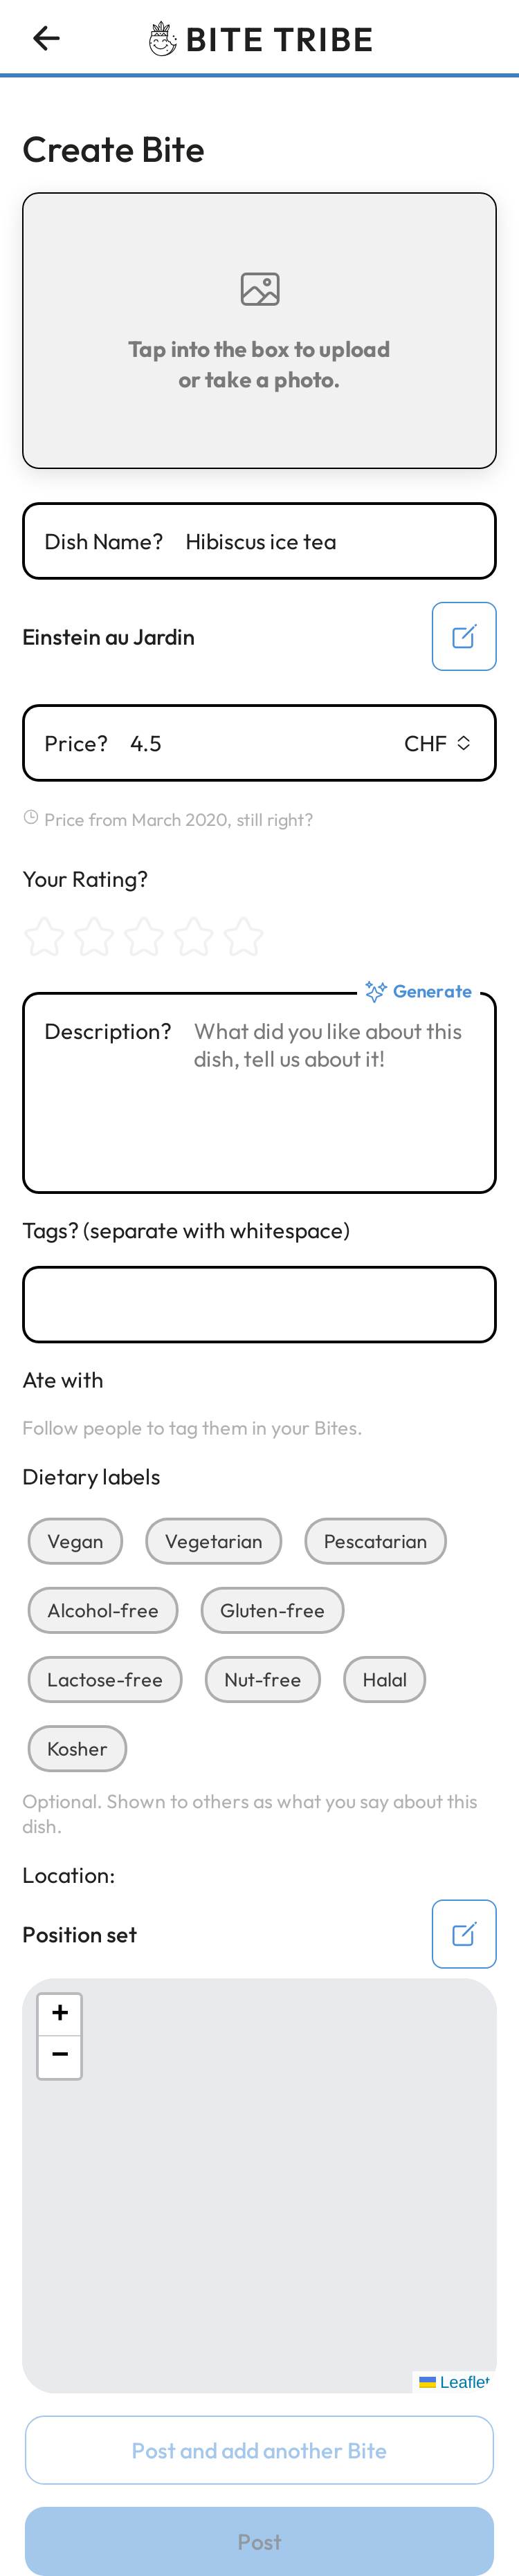 BITE TRIBE
Create Bite
Tap into the box to upload
or take a photo.
Dish Name? Hibiscus ice tea
Einstein au Jardin
Price? 4.5 CHF
Price from March 2020, still right?
Your Rating?
Generate
Description? What did you like about this
dish, tell us about it!
Tags? (separate with whitespace)
Ate with
Follow people to tag them in your Bites.
Dietary labels
Vegan Vegetarian Pescatarian
Alcohol-free Gluten-free
Lactose-free Nut-free Halal
Kosher
Optional. Shown to others as what you say about this
dish.
Location:
Position set
+
−
Leaflet
Post and add another Bite
Post